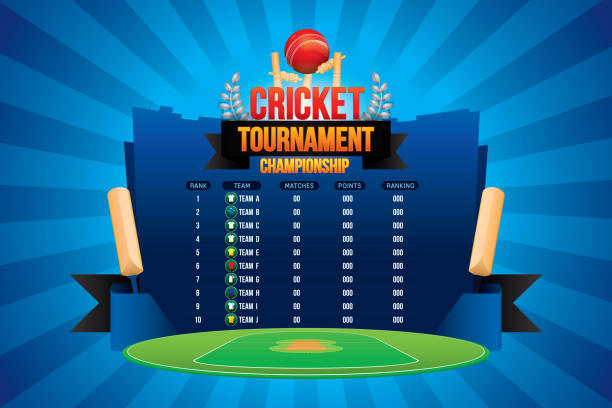 CRICKET
TOURNAMENT
CHAMPIONSHIP
RANK TEAM MATCHES POINTS RANKING
1 TEAM A 00 000 000
2 TEAM B 00 000 000
3 TEAM C 00 000 000
4 TEAM D 00 000 000
5 TEAM E 00 000 000
6 TEAM F 00 000 000
7 TEAM G 00 000 000
8 TEAM H 00 000 000
9 TEAM I 00 000 000
10 TEAM J 00 000 000